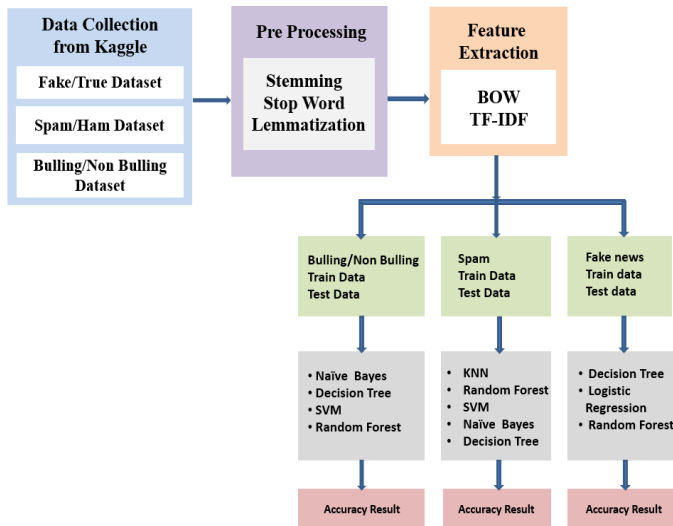 Data Collection
from Kaggle
Fake/True Dataset
Spam/Ham Dataset
Bulling/Non Bulling
Dataset
Pre Processing
Stemming
Stop Word
Lemmatization
Feature
Extraction
BOW
TF-IDF
Bulling/Non Bulling
Train Data
Test Data
Spam
Train Data
Test Data
Fake news
Train data
Test data
• Naïve Bayes
• Decision Tree
• SVM
• Random Forest
• KNN
• Random Forest
• SVM
• Naïve Bayes
• Decision Tree
• Decision Tree
• Logistic
Regression
• Random Forest
Accuracy Result
Accuracy Result
Accuracy Result